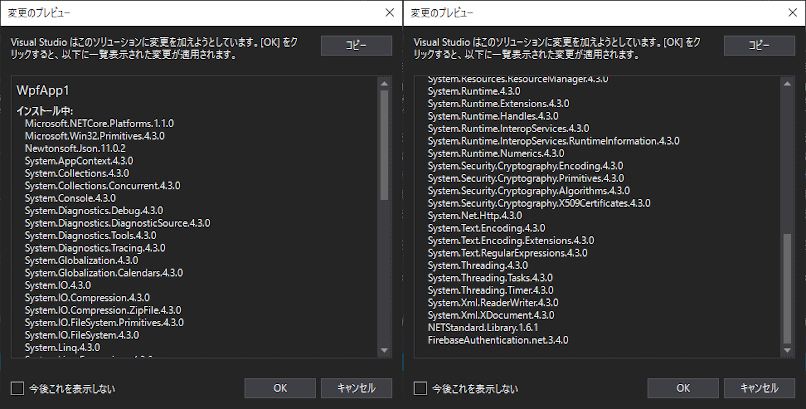 変更のプレビュー
Visual Studio はこのソリューションに変更を加えようとしています。[OK] をク
リックすると、以下に一覧表示された変更が適用されます。
コピー
WpfApp1
インストール中:
Microsoft.NETCore.Platforms.1.1.0
Microsoft.Win32.Primitives.4.3.0
Newtonsoft.Json.11.0.2
System.AppContext.4.3.0
System.Collections.4.3.0
System.Collections.Concurrent.4.3.0
System.Console.4.3.0
System.Diagnostics.Debug.4.3.0
System.Diagnostics.DiagnosticSource.4.3.0
System.Diagnostics.Tools.4.3.0
System.Diagnostics.Tracing.4.3.0
System.Globalization.4.3.0
System.Globalization.Calendars.4.3.0
System.IO.4.3.0
System.IO.Compression.4.3.0
System.IO.Compression.ZipFile.4.3.0
System.IO.FileSystem.Primitives.4.3.0
System.IO.FileSystem.4.3.0
System.Linq.4.3.0
今後これを表示しない
OK
キャンセル
変更のプレビュー
Visual Studio はこのソリューションに変更を加えようとしています。[OK] をク
リックすると、以下に一覧表示された変更が適用されます。
コピー
System.Resources.ResourceManager.4.3.0
System.Runtime.4.3.0
System.Runtime.Extensions.4.3.0
System.Runtime.Handles.4.3.0
System.Runtime.InteropServices.4.3.0
System.Runtime.InteropServices.RuntimeInformation.4.3.0
System.Runtime.Numerics.4.3.0
System.Security.Cryptography.Encoding.4.3.0
System.Security.Cryptography.Primitives.4.3.0
System.Security.Cryptography.Algorithms.4.3.0
System.Security.Cryptography.X509Certificates.4.3.0
System.Net.Http.4.3.0
System.Text.Encoding.4.3.0
System.Text.Encoding.Extensions.4.3.0
System.Text.RegularExpressions.4.3.0
System.Threading.4.3.0
System.Threading.Tasks.4.3.0
System.Threading.Timer.4.3.0
System.Xml.ReaderWriter.4.3.0
System.Xml.XDocument.4.3.0
NETStandard.Library.1.6.1
FirebaseAuthentication.net.3.4.0
今後これを表示しない
OK
キャンセル